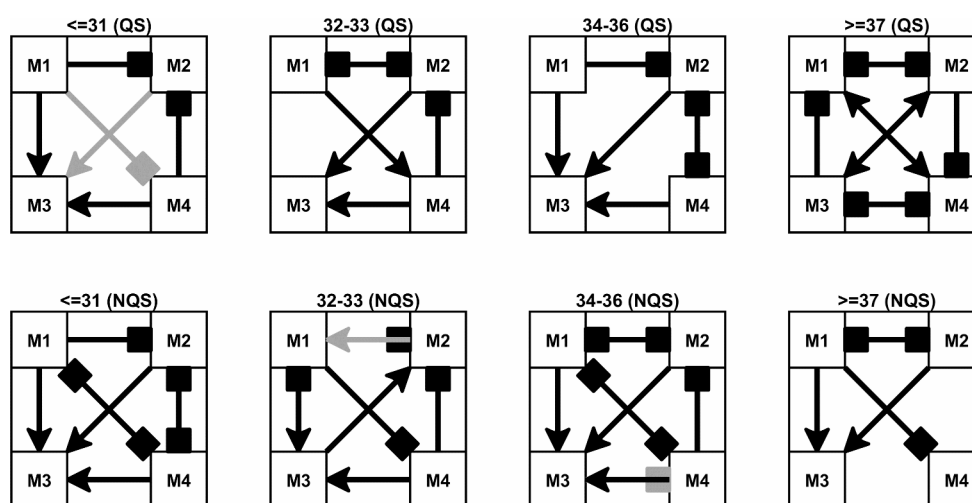 <=31 (QS) 32-33 (QS) 34-36 (QS) >=37 (QS)
M1 M2 M1 M2 M1 M2 M1 M2
M3 M4 M3 M4 M3 M4 M3 M4
<=31 (NQS) 32-33 (NQS) 34-36 (NQS) >=37 (NQS)
M1 M2 M1 M2 M1 M2 M1 M2
M3 M4 M3 M4 M3 M4 M3 M4